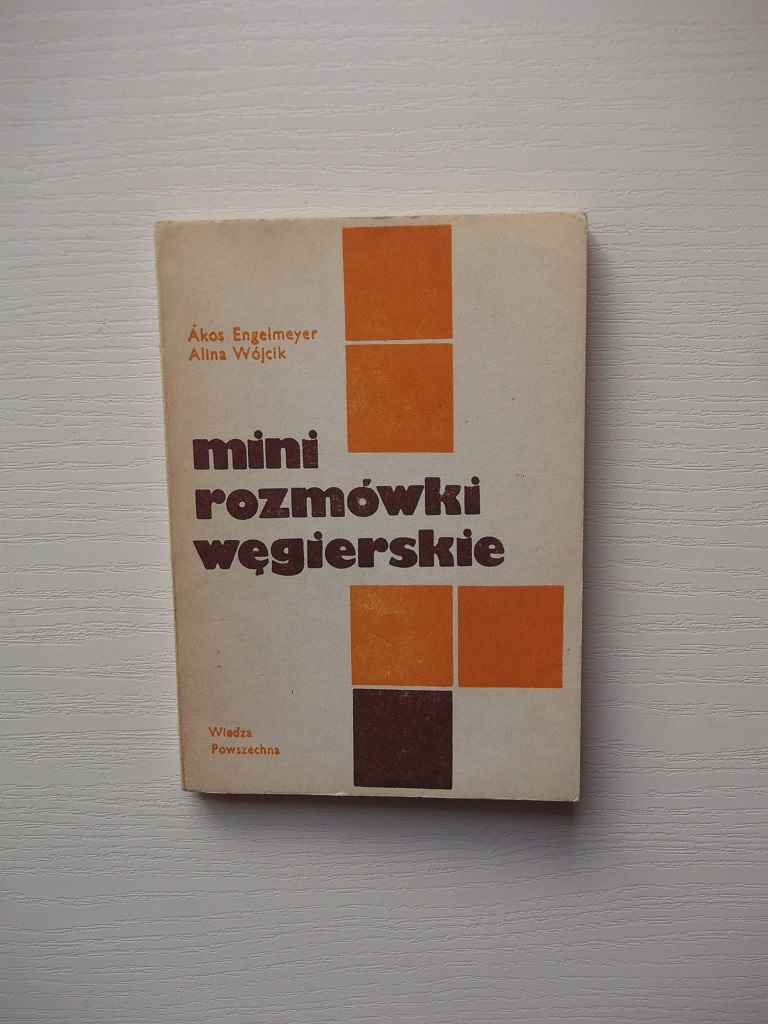 Ákos Engelmeyer
Alina Wójcik
mini
rozmówki
węgierskie
Wiedza
Powszechna